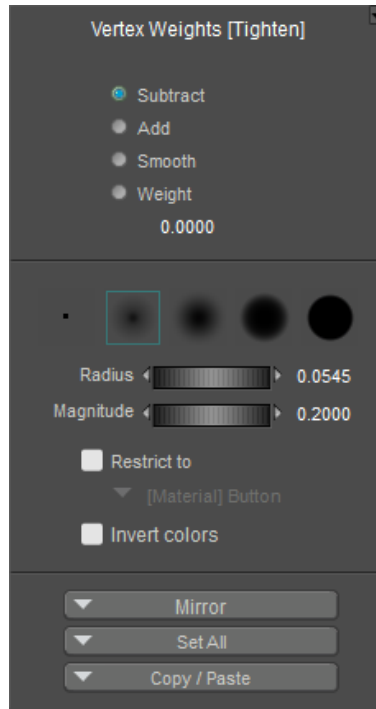 Vertex Weights [Tighten]
Subtract
Add
Smooth
Weight
0.0000
Radius 0.0545
Magnitude 0.2000
Restrict to
[Material] Button
Invert colors
Mirror
Set All
Copy / Paste